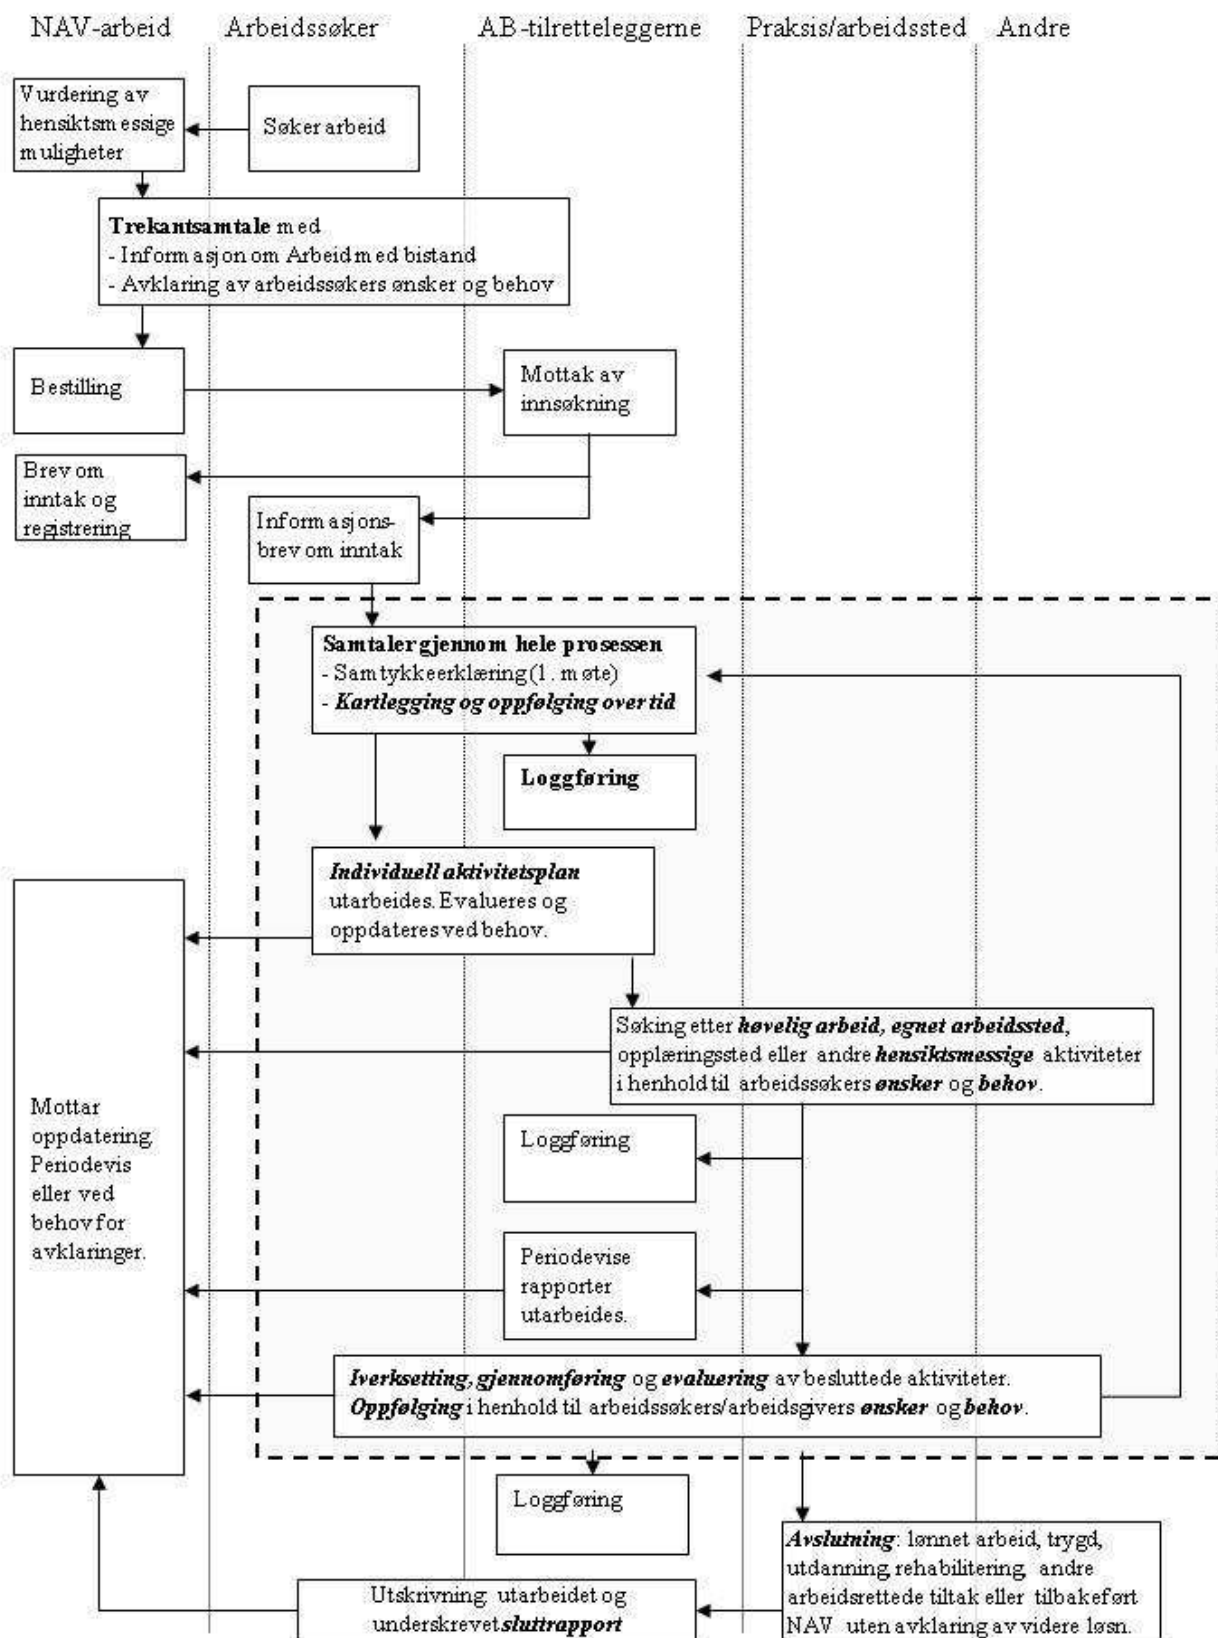 NAV-arbeid Arbeidssøker AB-tilretteleggerne Praksis/arbeidssted Andre
Vurdering av
hensiktsmessige
muligheter
Søker arbeid
Trekantsamtale med
- Informasjon om Arbeid med bistand
- Avklaring av arbeidssøkers ønsker og behov
Bestilling
Mottak av
innsøkning
Brev om
inntak og
registrering
Informasjons-
brev om inntak
Samtaler gjennom hele prosessen
- Samtykkeerklæring (1. møte)
- Kartlegging og oppfølging over tid
Loggføring
Individuell aktivitetsplan
utarbeides. Evalueres og
oppdateres ved behov.
Søking etter høvelig arbeid, egnet arbeidssted,
opplæringssted eller andre hensiktsmessige aktiviteter
i henhold til arbeidssøkers ønsker og behov.
Mottar
oppdatering.
Periodevis
eller ved
behov for
avklaringer.
Loggføring
Periodevise
rapporter
utarbeides.
Iverksetting, gjennomføring og evaluering av besluttede aktiviteter.
Oppfølging i henhold til arbeidssøkers/arbeidsgivers ønsker og behov.
Loggføring
Avslutning: lønnet arbeid, trygd,
utdanning, rehabilitering, andre
arbeidsrettede tiltak eller tilbakeført
NAV uten avklaring av videre løsn.
Utskrivning: utarbeidet og
underskrevet sluttrapport